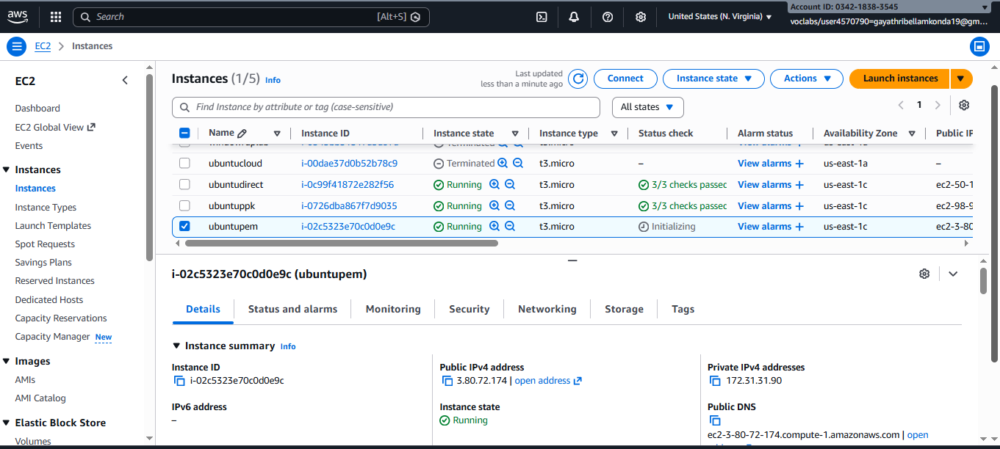 aws
Search
[Alt+S]
United States (N. Virginia)
Account ID: 0342-1838-3545
voclabs/user4570790=gayathribellamkonda19@gm...
EC2
Instances
EC2
Dashboard
EC2 Global View
Events
Instances
Instances
Instance Types
Launch Templates
Spot Requests
Savings Plans
Reserved Instances
Dedicated Hosts
Capacity Reservations
Capacity Manager New
Images
AMIs
AMI Catalog
Elastic Block Store
Volumes
Instances (1/5) Info
Last updated
less than a minute ago
Connect
Instance state
Actions
Launch instances
Find Instance by attribute or tag (case-sensitive)
All states
1
Name Instance ID Instance state Instance type Status check Alarm status Availability Zone Public IP
ubuntucloud i-00dae37d0b52b78c9 Terminated t3.micro – View alarms + us-east-1a –
ubuntudirect i-0c99f41872e282f56 Running t3.micro 3/3 checks passed View alarms + us-east-1c ec2-50-1
ubuntuppk i-0726dba867f7d9035 Running t3.micro 3/3 checks passed View alarms + us-east-1c ec2-98-9
ubuntupem i-02c5323e70c0d0e9c Running t3.micro Initializing View alarms + us-east-1c ec2-3-80
i-02c5323e70c0d0e9c (ubuntupem)
Details Status and alarms Monitoring Security Networking Storage Tags
Instance summary Info
Instance ID
i-02c5323e70c0d0e9c
IPv6 address
–
Public IPv4 address
3.80.72.174 | open address
Instance state
Running
Private IPv4 addresses
172.31.31.90
Public DNS
ec2-3-80-72-174.compute-1.amazonaws.com | open